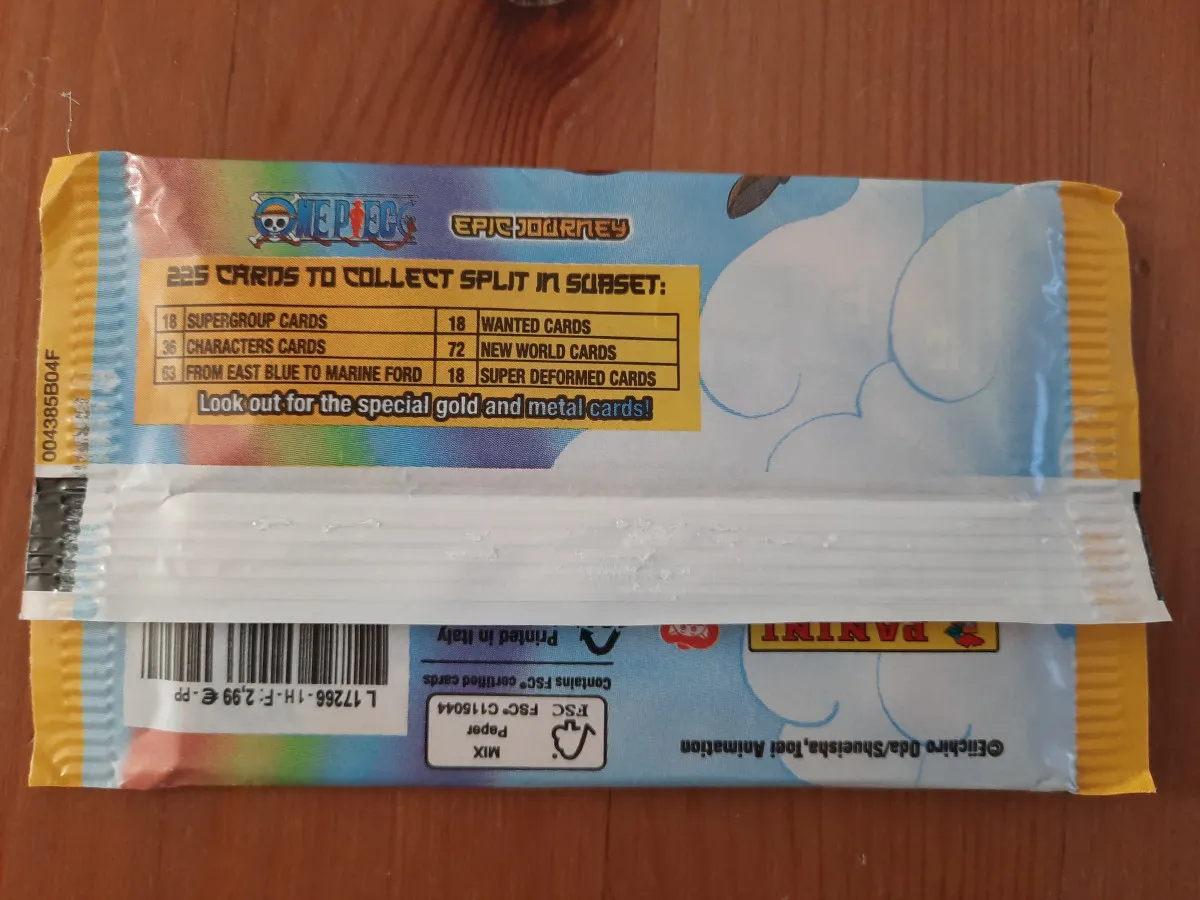 ONE PIECE EPIC JOURNEY
225 CARDS TO COLLECT SPLIT IN SUBSET:
18 SUPERGROUP CARDS 18 WANTED CARDS
36 CHARACTERS CARDS 72 NEW WORLD CARDS
63 FROM EAST BLUE TO MARINE FORD 18 SUPER DEFORMED CARDS
Look out for the special gold and metal cards!
004385B04F
PANINI
Printed in Italy
Contains FSC® certified cards
L 17266 - 1 H - F: 2,99 € - PP
FSC FSC® C115044
MIX
Paper
©Eiichiro Oda/Shueisha,Toei Animation